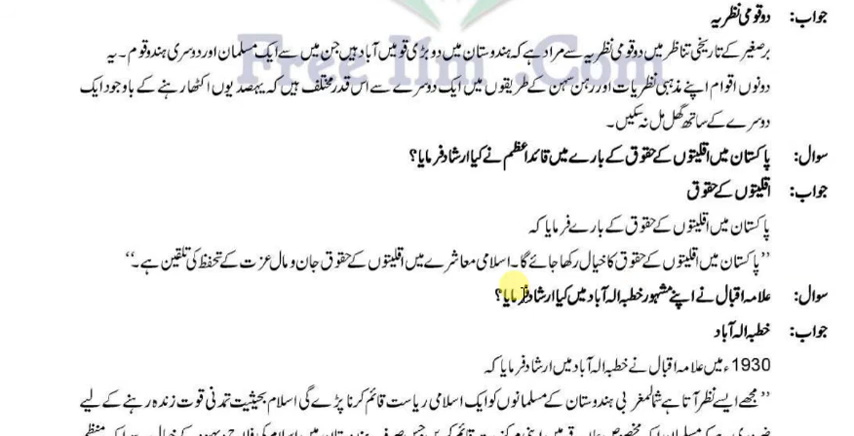 جواب: دو قومی نظریہ
برصغیر کے تاریخی تناظر میں دو قومی نظریہ سے مراد ہے کہ ہندوستان میں دو بڑی قومیں آباد ہیں جن میں سے ایک مسلمان اور دوسری ہندو قوم۔ یہ
دونوں اقوام اپنے مذہبی نظریات اور رہن سہن کے طریقوں میں ایک دوسرے سے اس قدر مختلف ہیں کہ یہ صدیوں اکٹھا رہنے کے باوجود ایک
دوسرے کے ساتھ گھل مل نہ سکیں۔
سوال: پاکستان میں اقلیتوں کے حقوق کے بارے میں قائد اعظم نے کیا ارشاد فرمایا؟
جواب: اقلیتوں کے حقوق
پاکستان میں اقلیتوں کے حقوق کے بارے فرمایا کہ
"پاکستان میں اقلیتوں کے حقوق کا خیال رکھا جائے گا۔ اسلامی معاشرے میں اقلیتوں کے حقوق جان و مال عزت کے تحفظ کی تلقین ہے۔"
سوال: علامہ اقبال نے اپنے مشہور خطبہ الہ آباد میں کیا ارشاد فرمایا؟
جواب: خطبہ الہ آباد
1930ء میں علامہ اقبال نے خطبہ الہ آباد میں ارشاد فرمایا کہ
"مجھے ایسے نظر آتا ہے شمال مغربی ہندوستان کے مسلمانوں کو ایک اسلامی ریاست قائم کرنا پڑے گی اسلام بحیثیت تمدنی قوت زندہ رہنے کے لیے
Free Ilm .Com